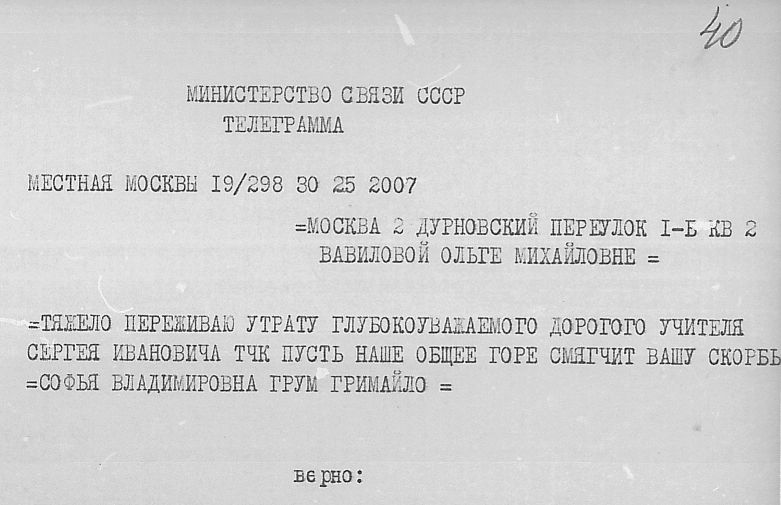 40
МИНИСТЕРСТВО СВЯЗИ СССР
ТЕЛЕГРАММА
МЕСТНАЯ МОСКВЫ I9/298 30 25 2007
=МОСКВА 2 ДУРНОВСКИЙ ПЕРЕУЛОК I-Б КВ 2
ВАВИЛОВОЙ ОЛЬГЕ МИХАЙЛОВНЕ =
=ТЯЖЕЛО ПЕРЕЖИВАЮ УТРАТУ ГЛУБОКОУВАЖАЕМОГО ДОРОГОГО УЧИТЕЛЯ
СЕРГЕЯ ИВАНОВИЧА ТЧК ПУСТЬ НАШЕ ОБЩЕЕ ГОРЕ СМЯГЧИТ ВАШУ СКОРБЬ
=СОФЬЯ ВЛАДИМИРОВНА ГРУМ ГРИМАЙЛО =
верно: